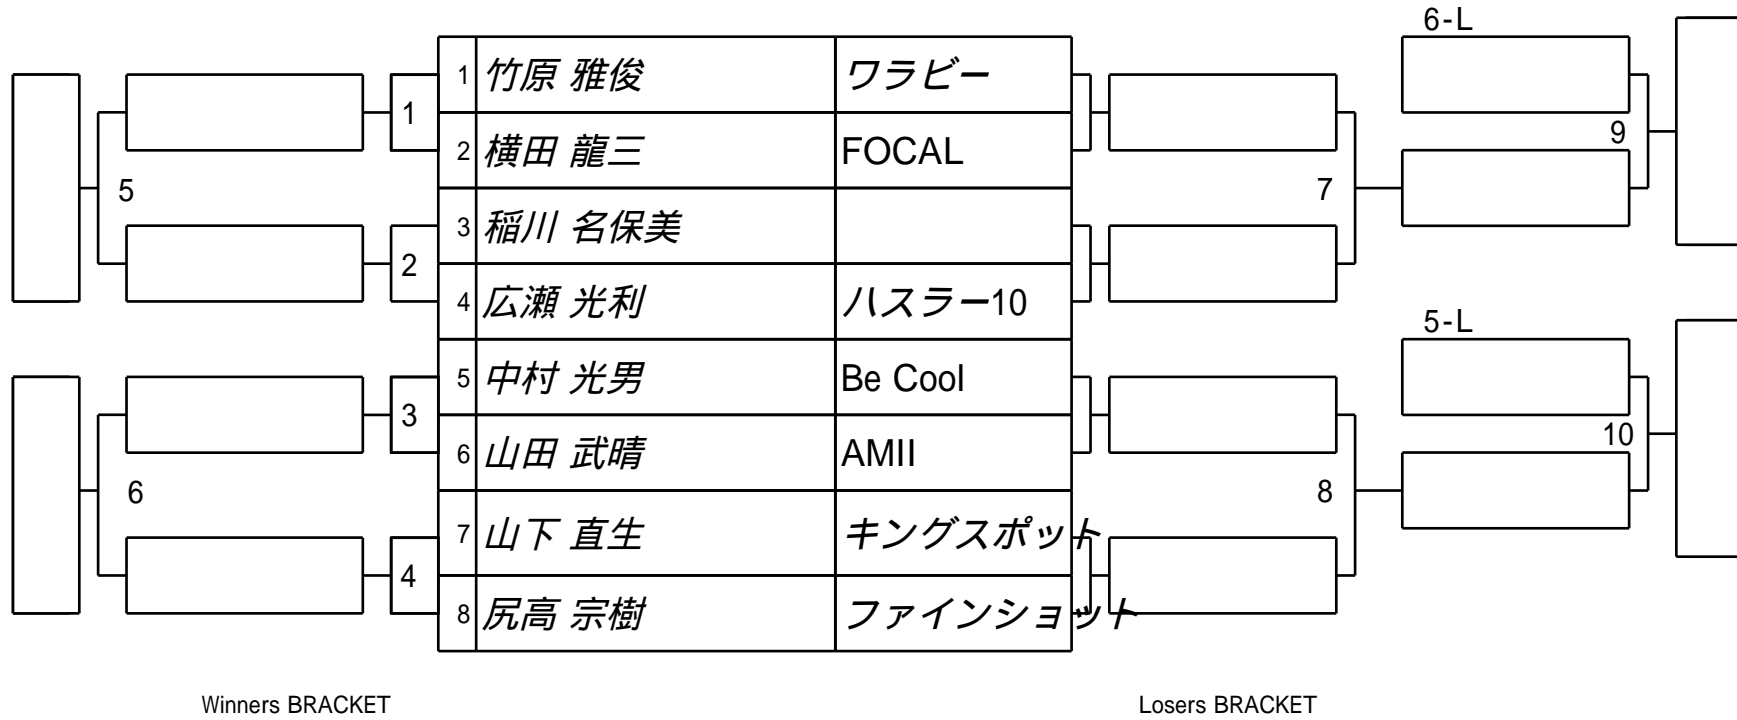 6-L
1 竹原 雅俊 ワラビー
1
2 横田 龍三 FOCAL
9
5
7
3 稲川 名保美
2
4 広瀬 光利 ハスラー10
5-L
5 中村 光男 Be Cool
3
10
6 山田 武晴 AMII
6
8
7 山下 直生 キングスポット
4
8 尻高 宗樹 ファインショット
Winners BRACKET
Losers BRACKET